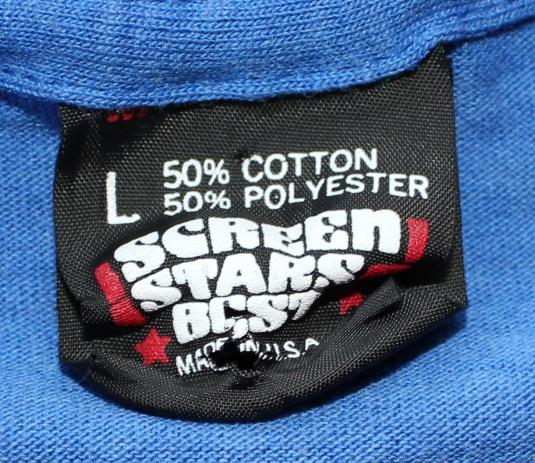 L
50% COTTON
50% POLYESTER
SCREEN
STARS
BEST
MADE IN U.S.A.